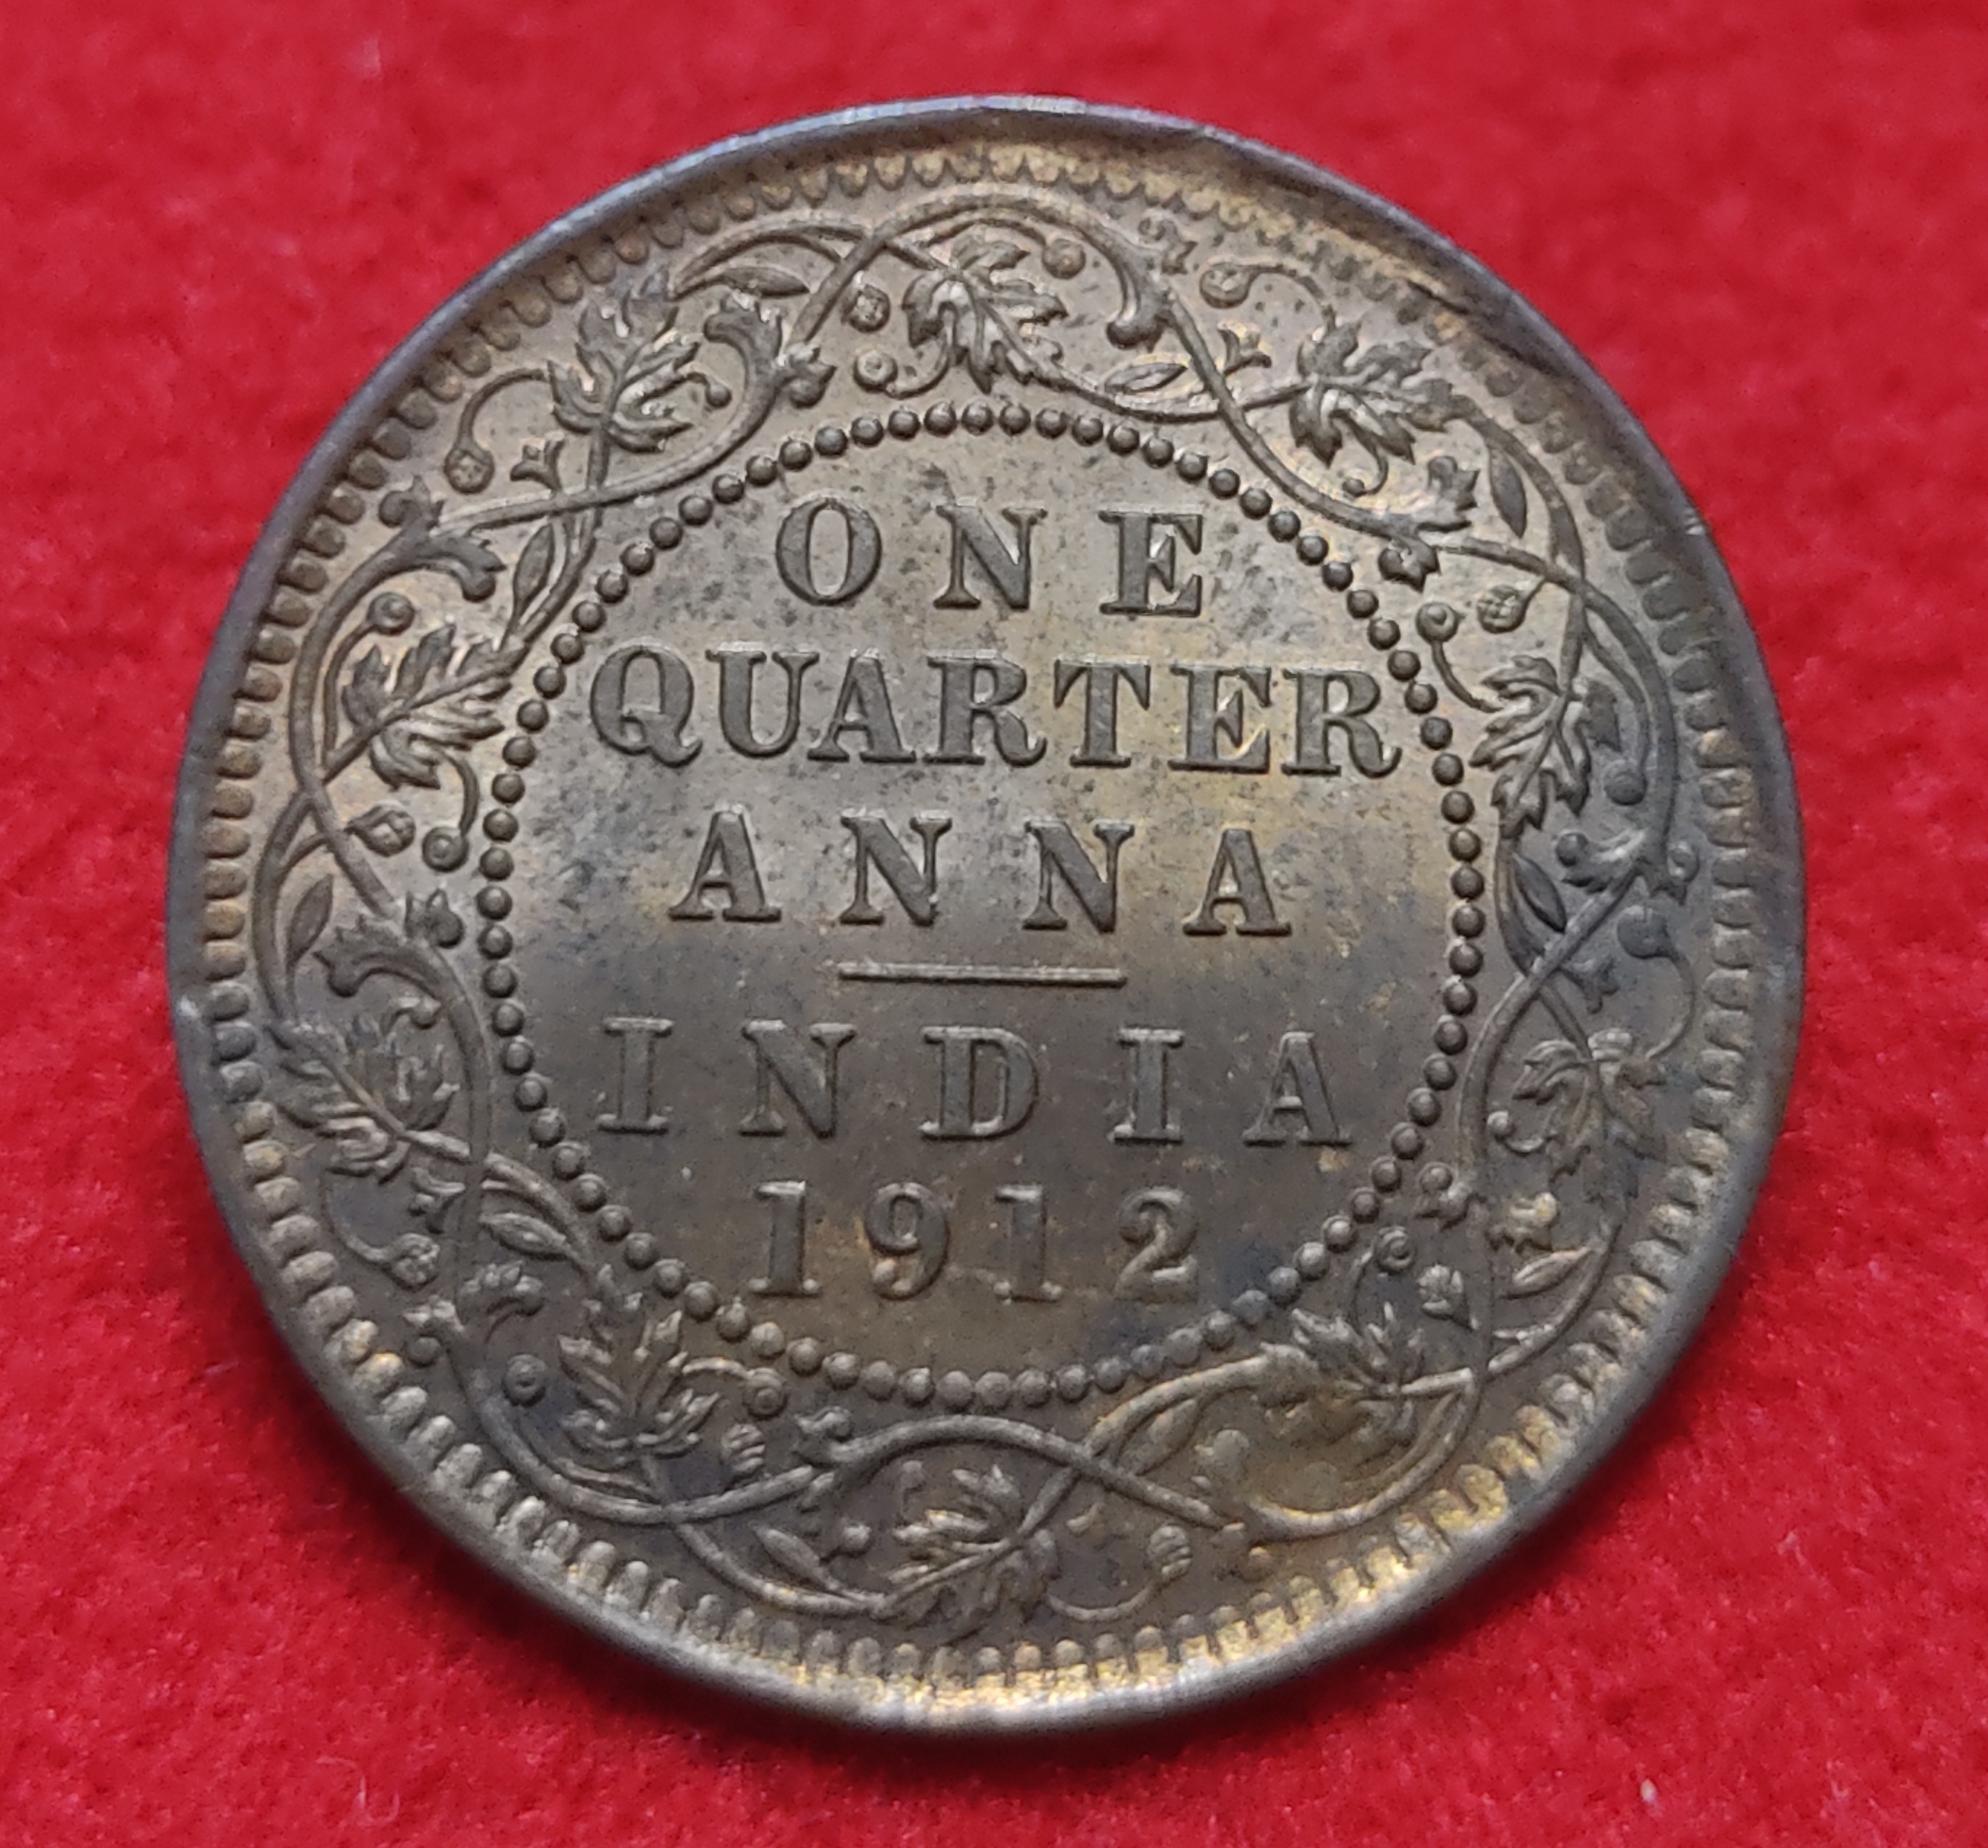 ONE
QUARTER
ANNA
INDIA
1912